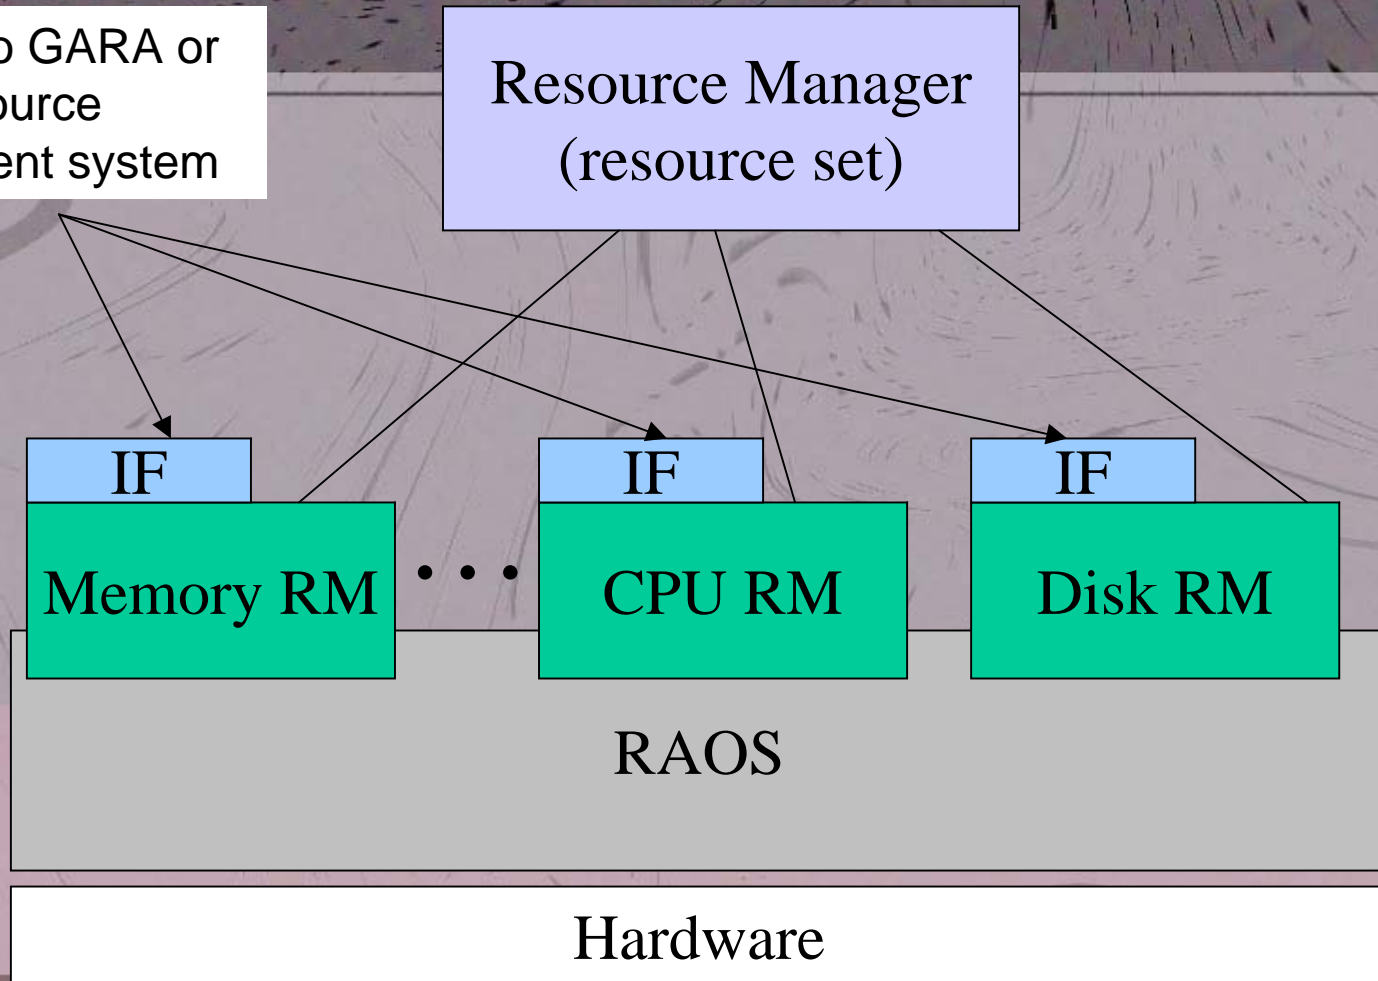 o GARA or
ource
ent system
Resource Manager
(resource set)
IF
IF
IF
Memory RM
...
CPU RM
Disk RM
RAOS
Hardware